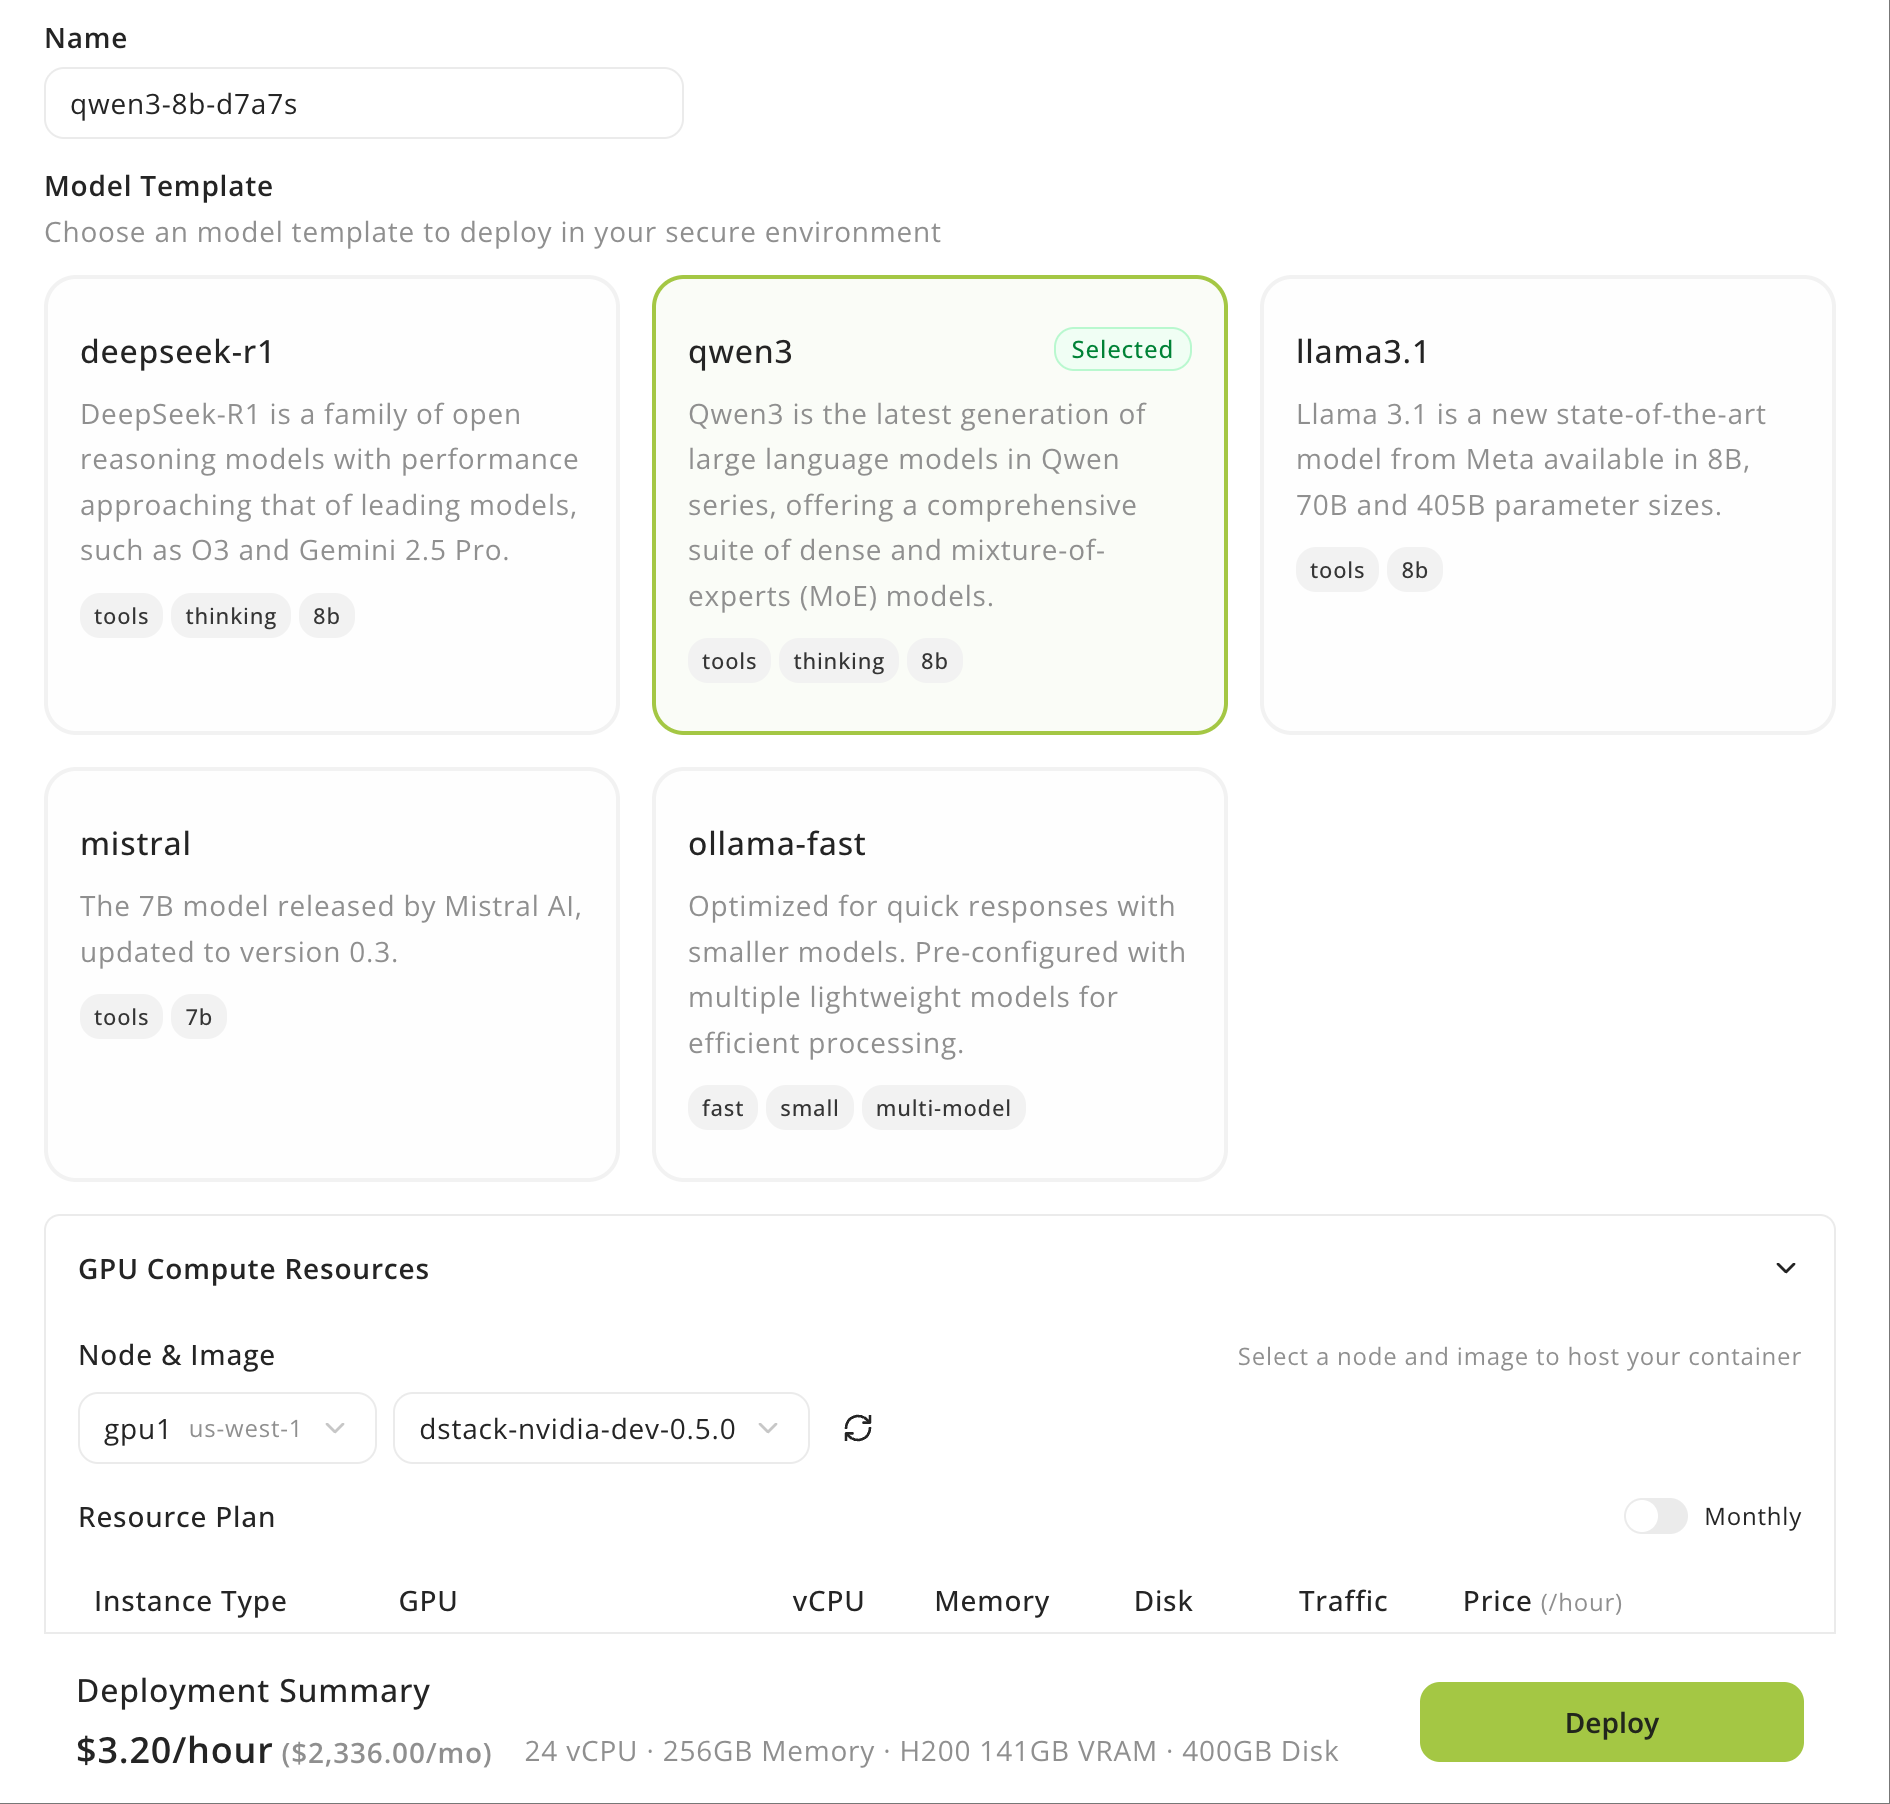 Name
qwen3-8b-d7a7s
Model Template
Choose an model template to deploy in your secure environment
deepseek-r1
DeepSeek-R1 is a family of open
reasoning models with performance
approaching that of leading models,
such as O3 and Gemini 2.5 Pro.
tools thinking 8b
qwen3 Selected
Qwen3 is the latest generation of
large language models in Qwen
series, offering a comprehensive
suite of dense and mixture-of-
experts (MoE) models.
tools thinking 8b
llama3.1
Llama 3.1 is a new state-of-the-art
model from Meta available in 8B,
70B and 405B parameter sizes.
tools 8b
mistral
The 7B model released by Mistral AI,
updated to version 0.3.
tools 7b
ollama-fast
Optimized for quick responses with
smaller models. Pre-configured with
multiple lightweight models for
efficient processing.
fast small multi-model
GPU Compute Resources
Node & Image Select a node and image to host your container
gpu1 us-west-1 dstack-nvidia-dev-0.5.0
Resource Plan Monthly
Instance Type GPU vCPU Memory Disk Traffic Price (/hour)
Deployment Summary
$3.20/hour ($2,336.00/mo) 24 vCPU · 256GB Memory · H200 141GB VRAM · 400GB Disk
Deploy